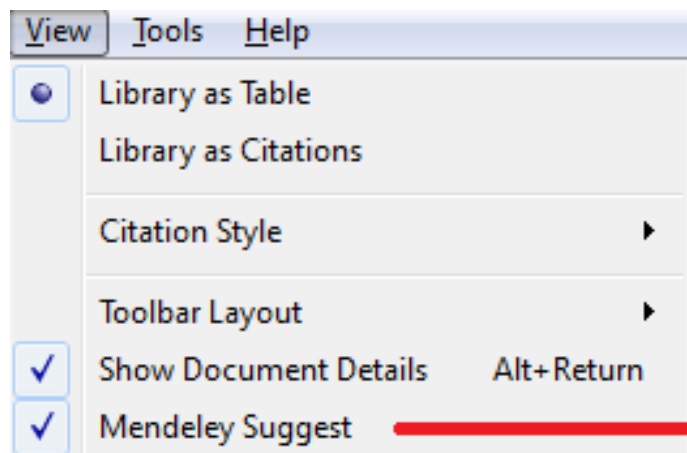 View Tools Help
Library as Table
Library as Citations
Citation Style
Toolbar Layout
Show Document Details Alt+Return
Mendeley Suggest